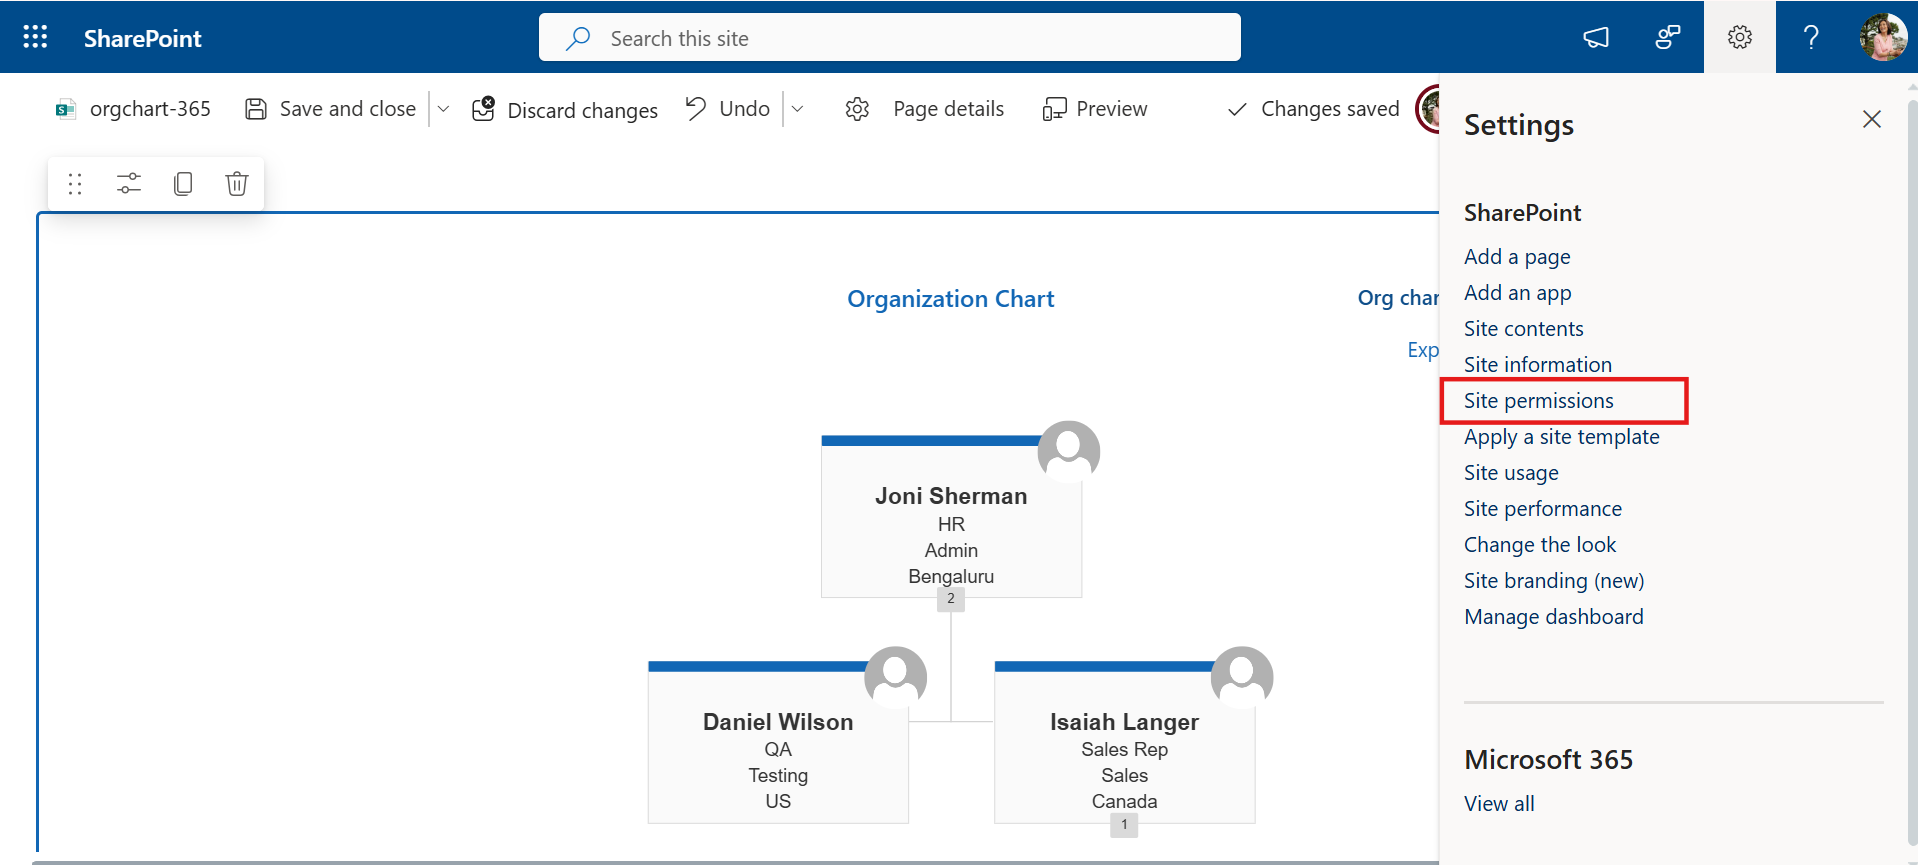 SharePoint
Search this site
orgchart-365
Save and close
Discard changes
Undo
Page details
Preview
Changes saved
Organization Chart
Org char
Exp
Joni Sherman
HR
Admin
Bengaluru
2
Daniel Wilson
QA
Testing
US
Isaiah Langer
Sales Rep
Sales
Canada
1
Settings
SharePoint
Add a page
Add an app
Site contents
Site information
Site permissions
Apply a site template
Site usage
Site performance
Change the look
Site branding (new)
Manage dashboard
Microsoft 365
View all